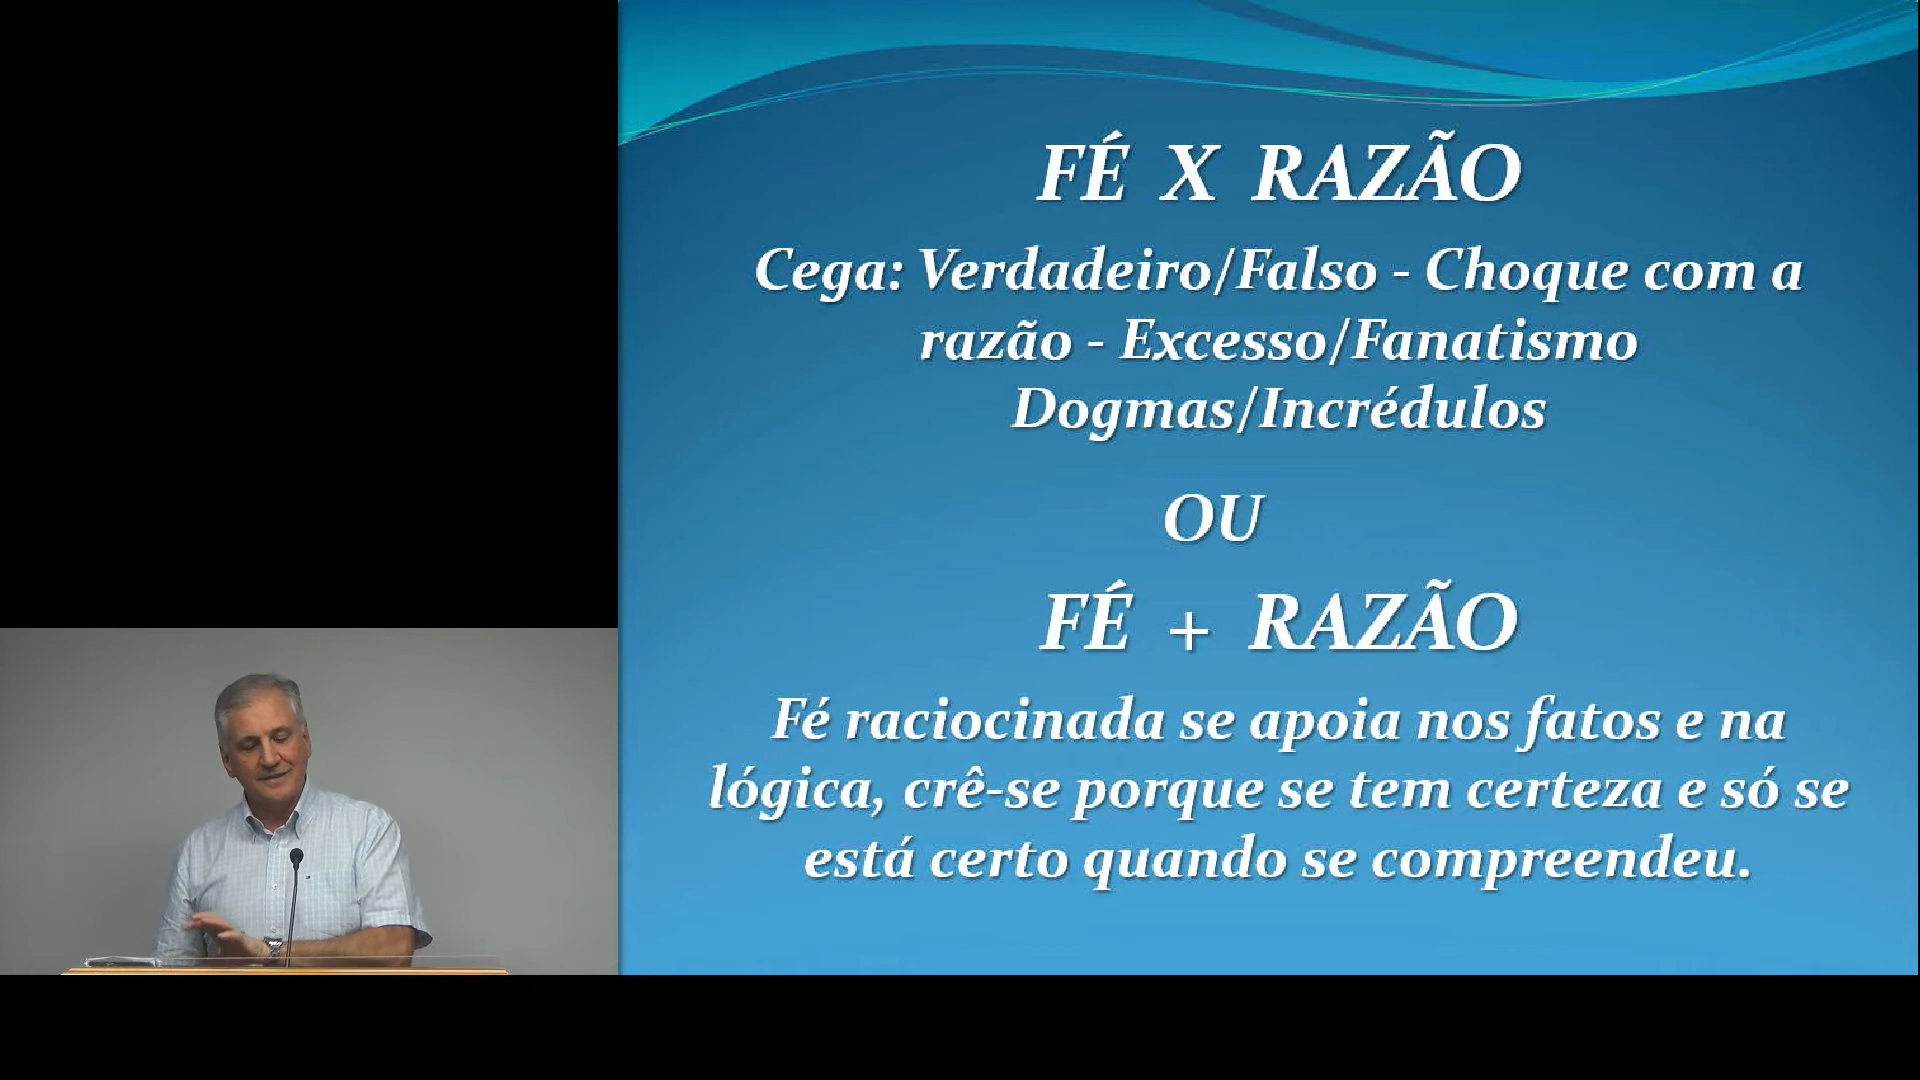 FÉ X RAZÃO
Cega: Verdadeiro/Falso - Choque com a
razão - Excesso/Fanatismo
Dogmas/Incrédulos
OU
FÉ + RAZÃO
Fé raciocinada se apoia nos fatos e na
lógica, crê-se porque se tem certeza e só se
está certo quando se compreendeu.